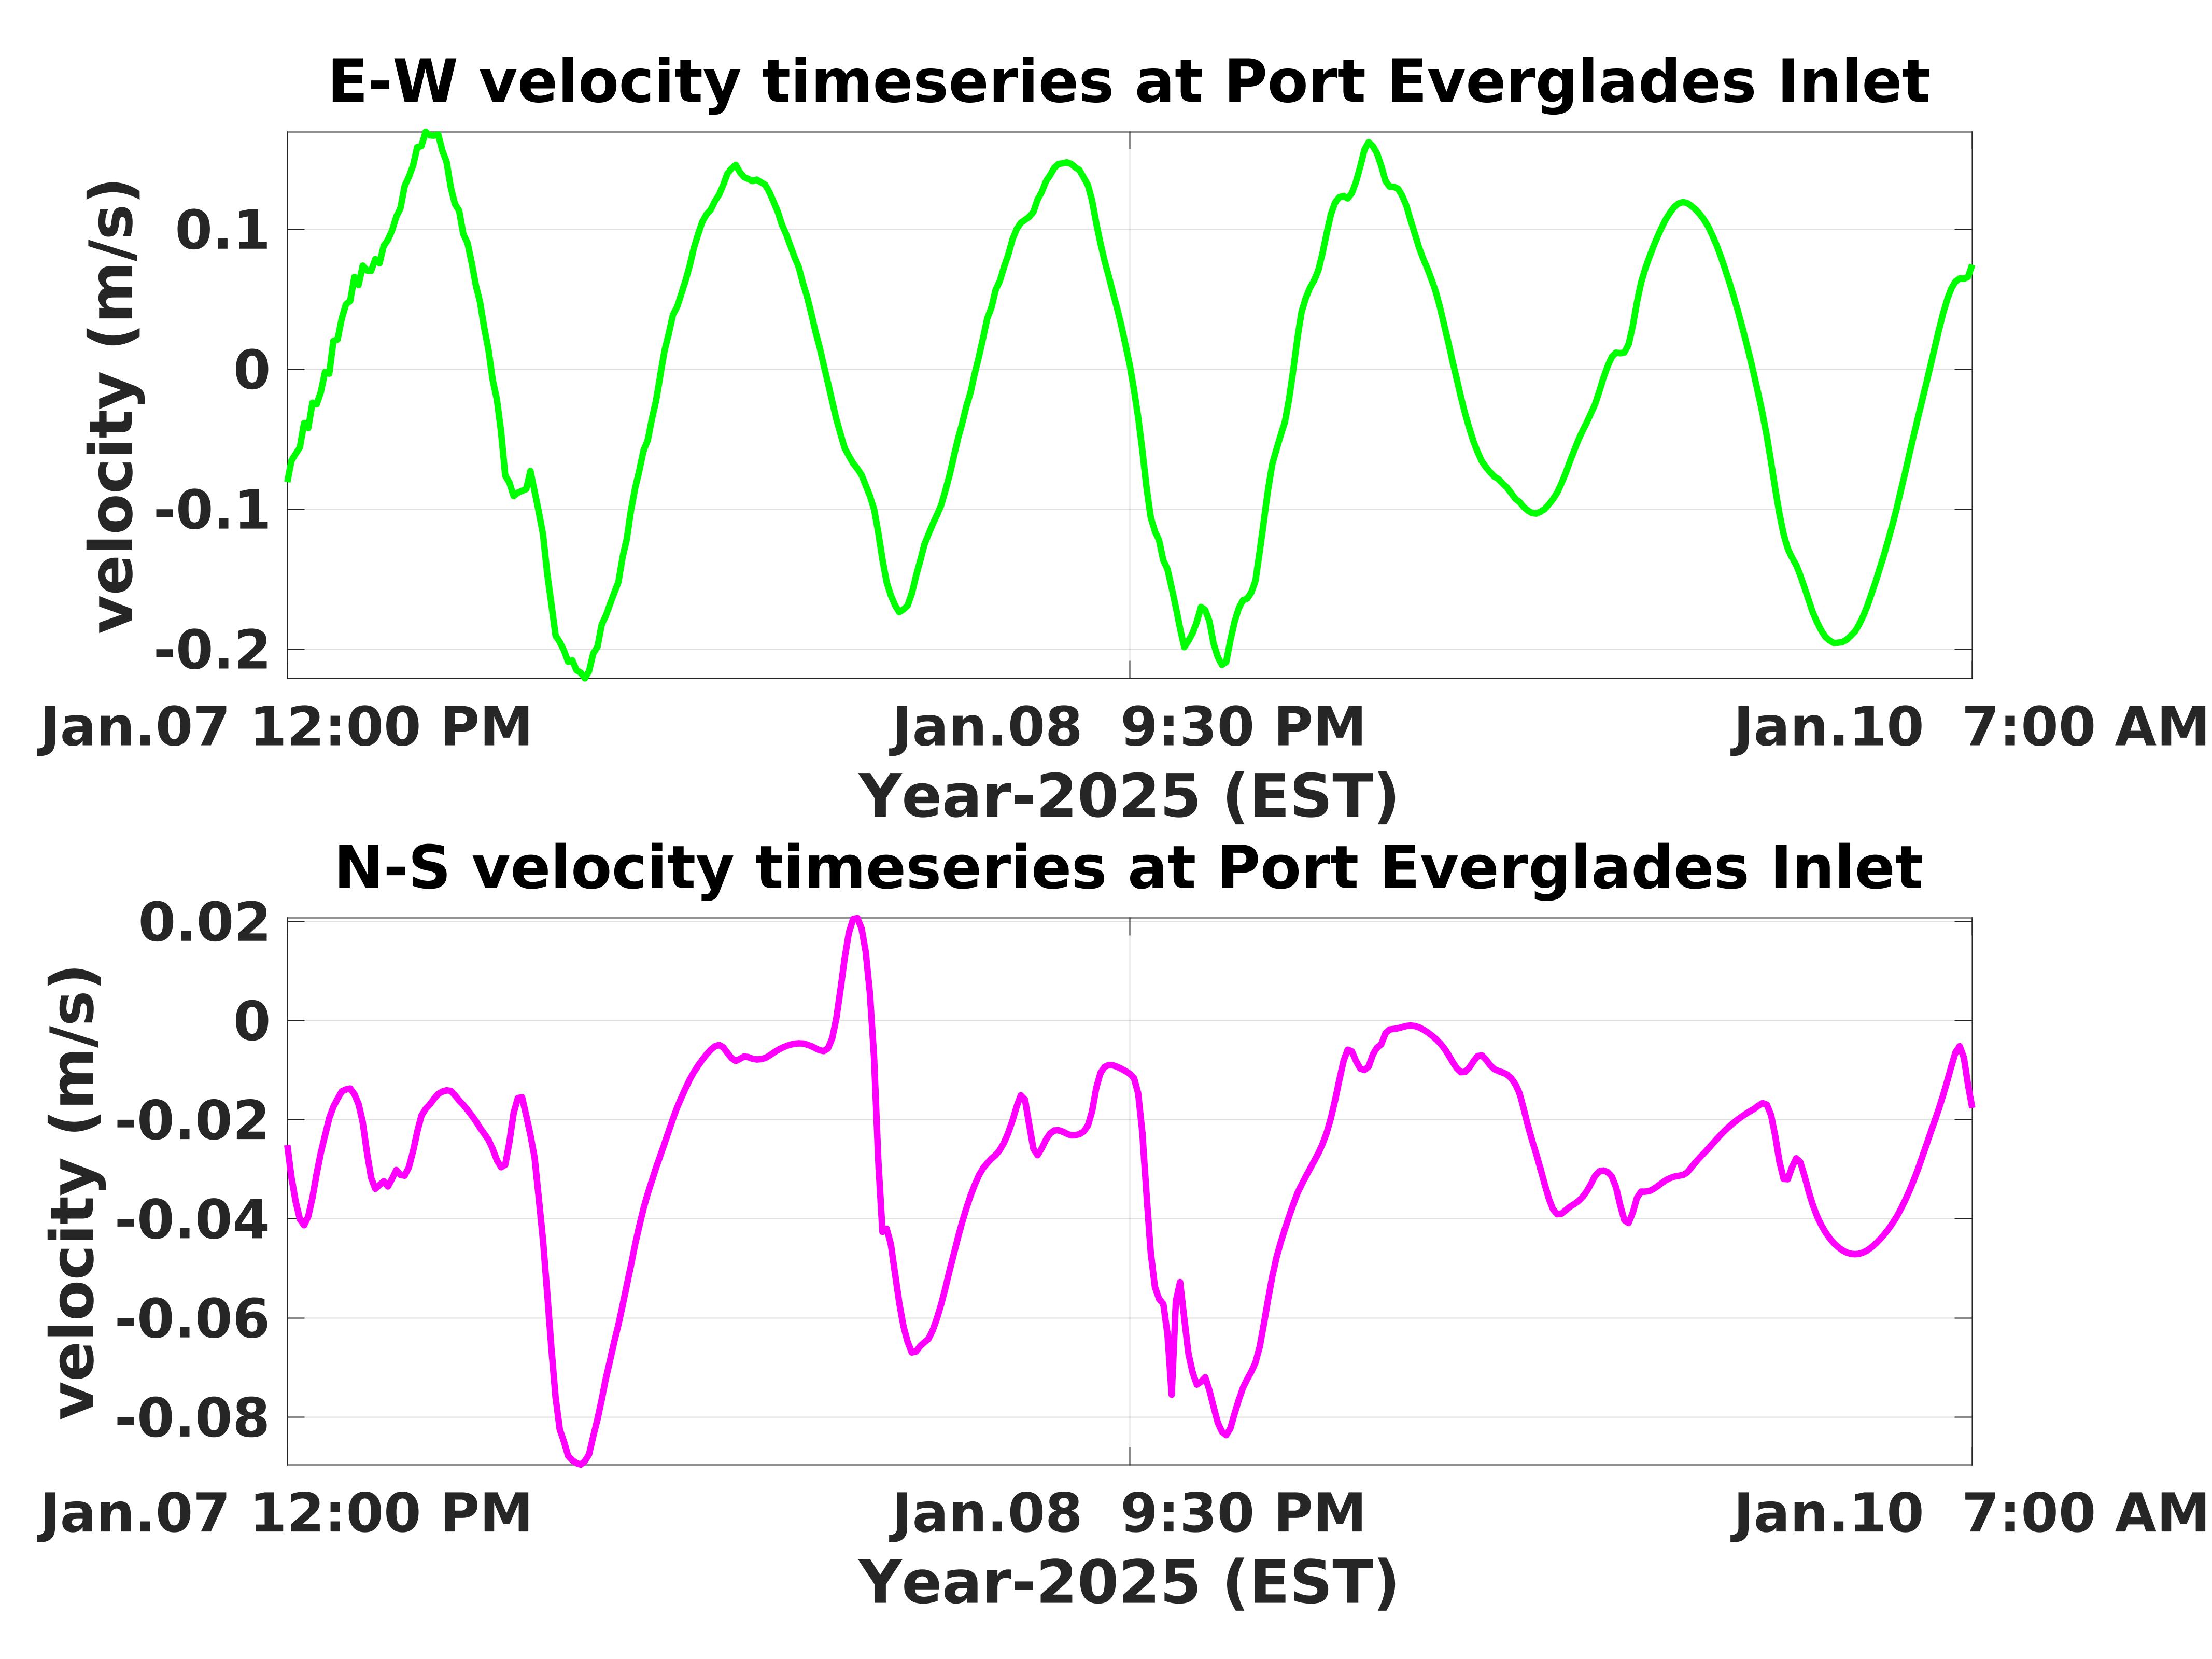 E-W velocity timeseries at Port Everglades Inlet
velocity (m/s)
0.1
0
-0.1
-0.2
Jan.07 12:00 PM
Jan.08 9:30 PM
Jan.10 7:00 AM
Year-2025 (EST)
N-S velocity timeseries at Port Everglades Inlet
velocity (m/s)
0.02
0
-0.02
-0.04
-0.06
-0.08
Jan.07 12:00 PM
Jan.08 9:30 PM
Jan.10 7:00 AM
Year-2025 (EST)